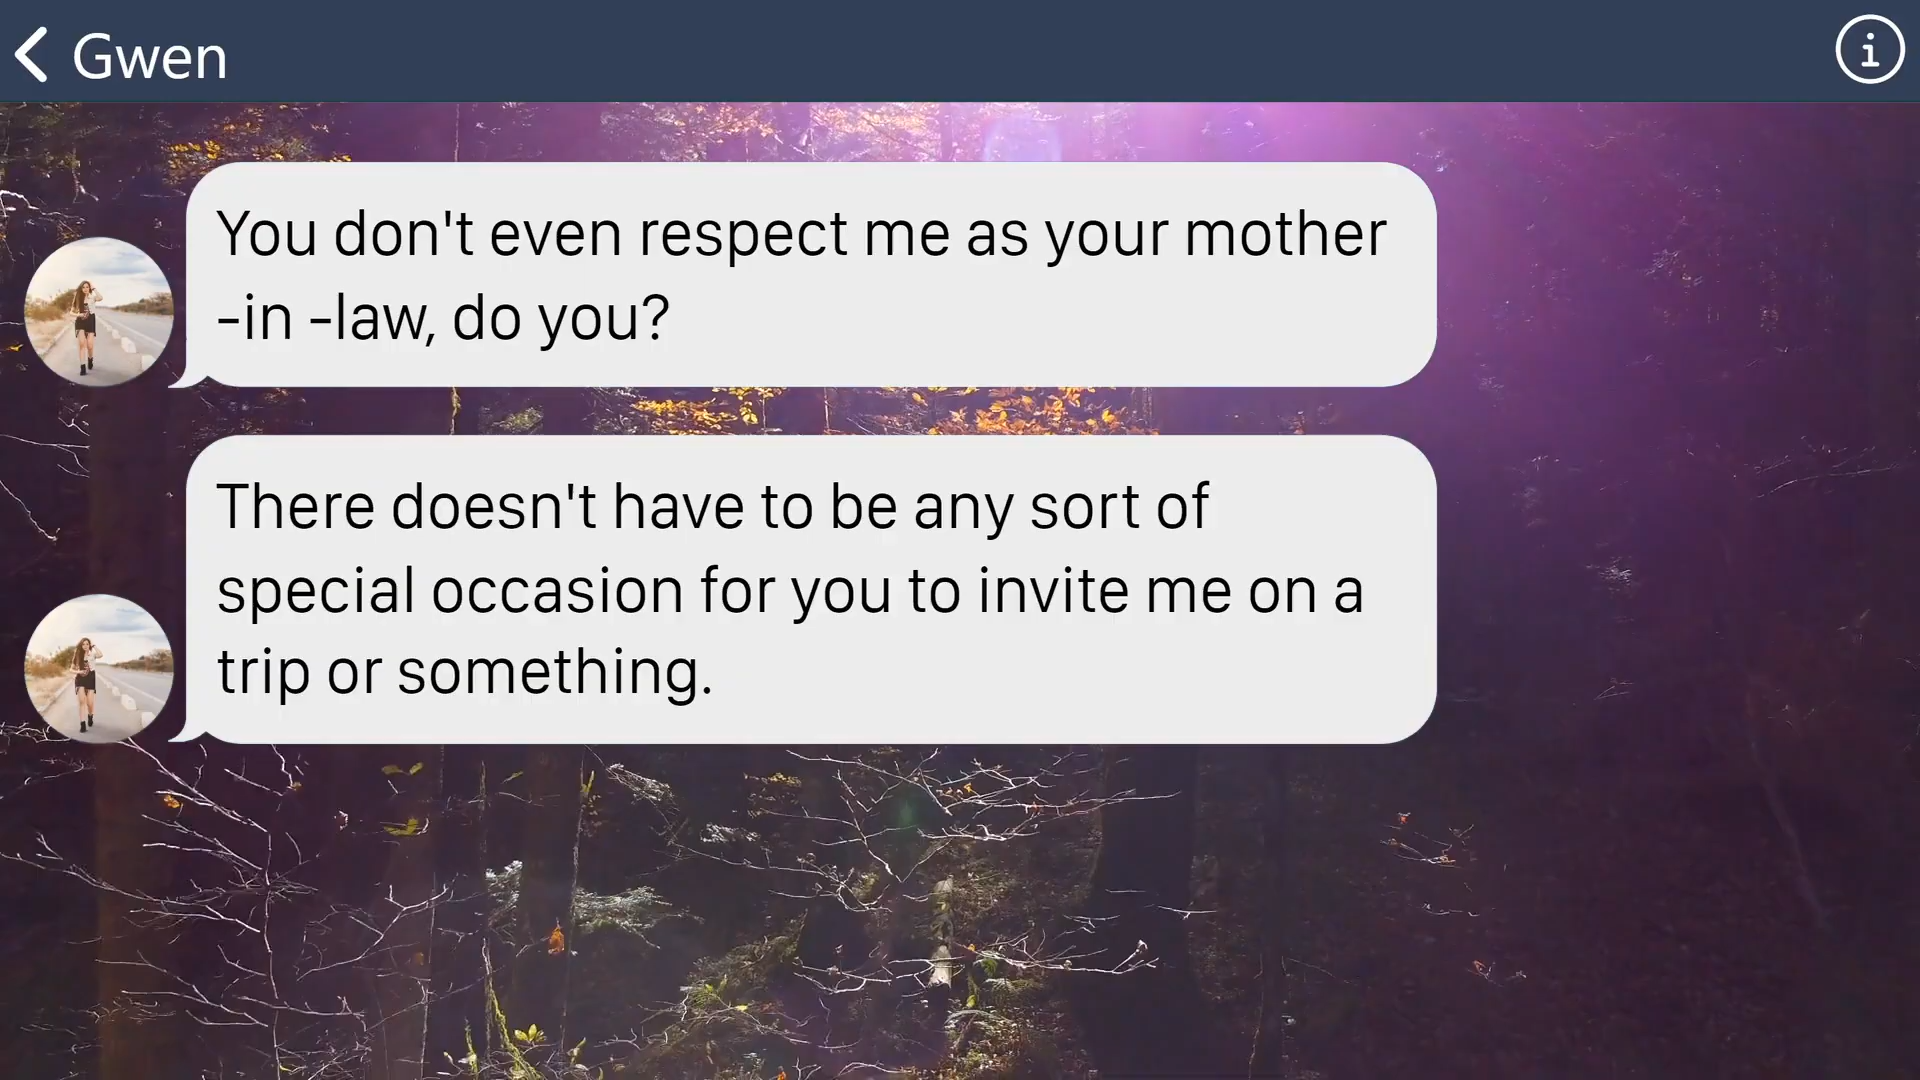 Gwen
You don't even respect me as your mother
-in -law, do you?
There doesn't have to be any sort of
special occasion for you to invite me on a
trip or something.